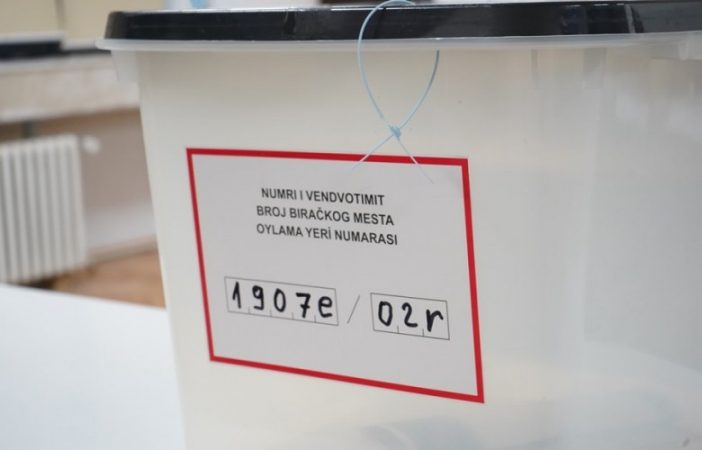 NUMRI I VENDVOTIMIT
BROJ BIRAČKOG MESTA
OYLAMA YERİ NUMARASI
1907e / 02r